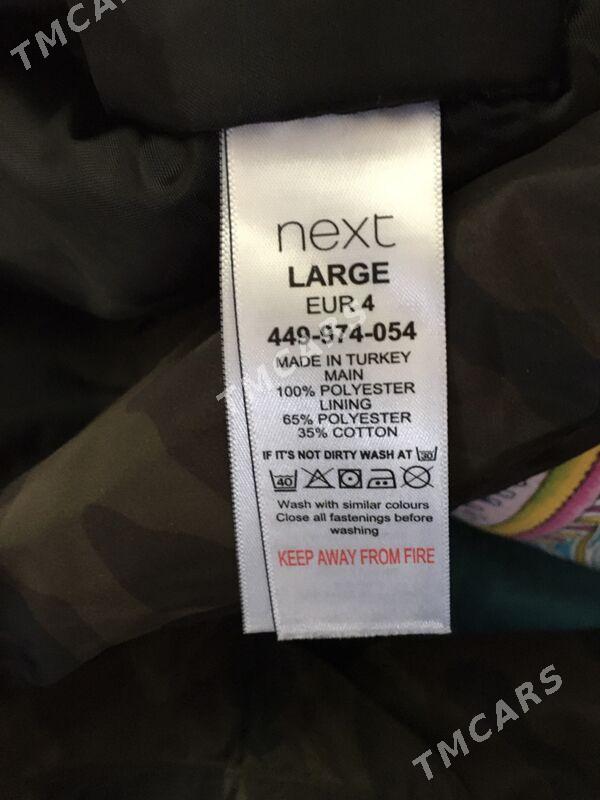 TMCARS
next
LARGE
EUR 4
449-974-054
MADE IN TURKEY
MAIN
100% POLYESTER
LINING
65% POLYESTER
35% COTTON
IF IT'S NOT DIRTY WASH AT 30
40
Wash with similar colours
Close all fastenings before
washing
KEEP AWAY FROM FIRE
TMCARS
TMCARS